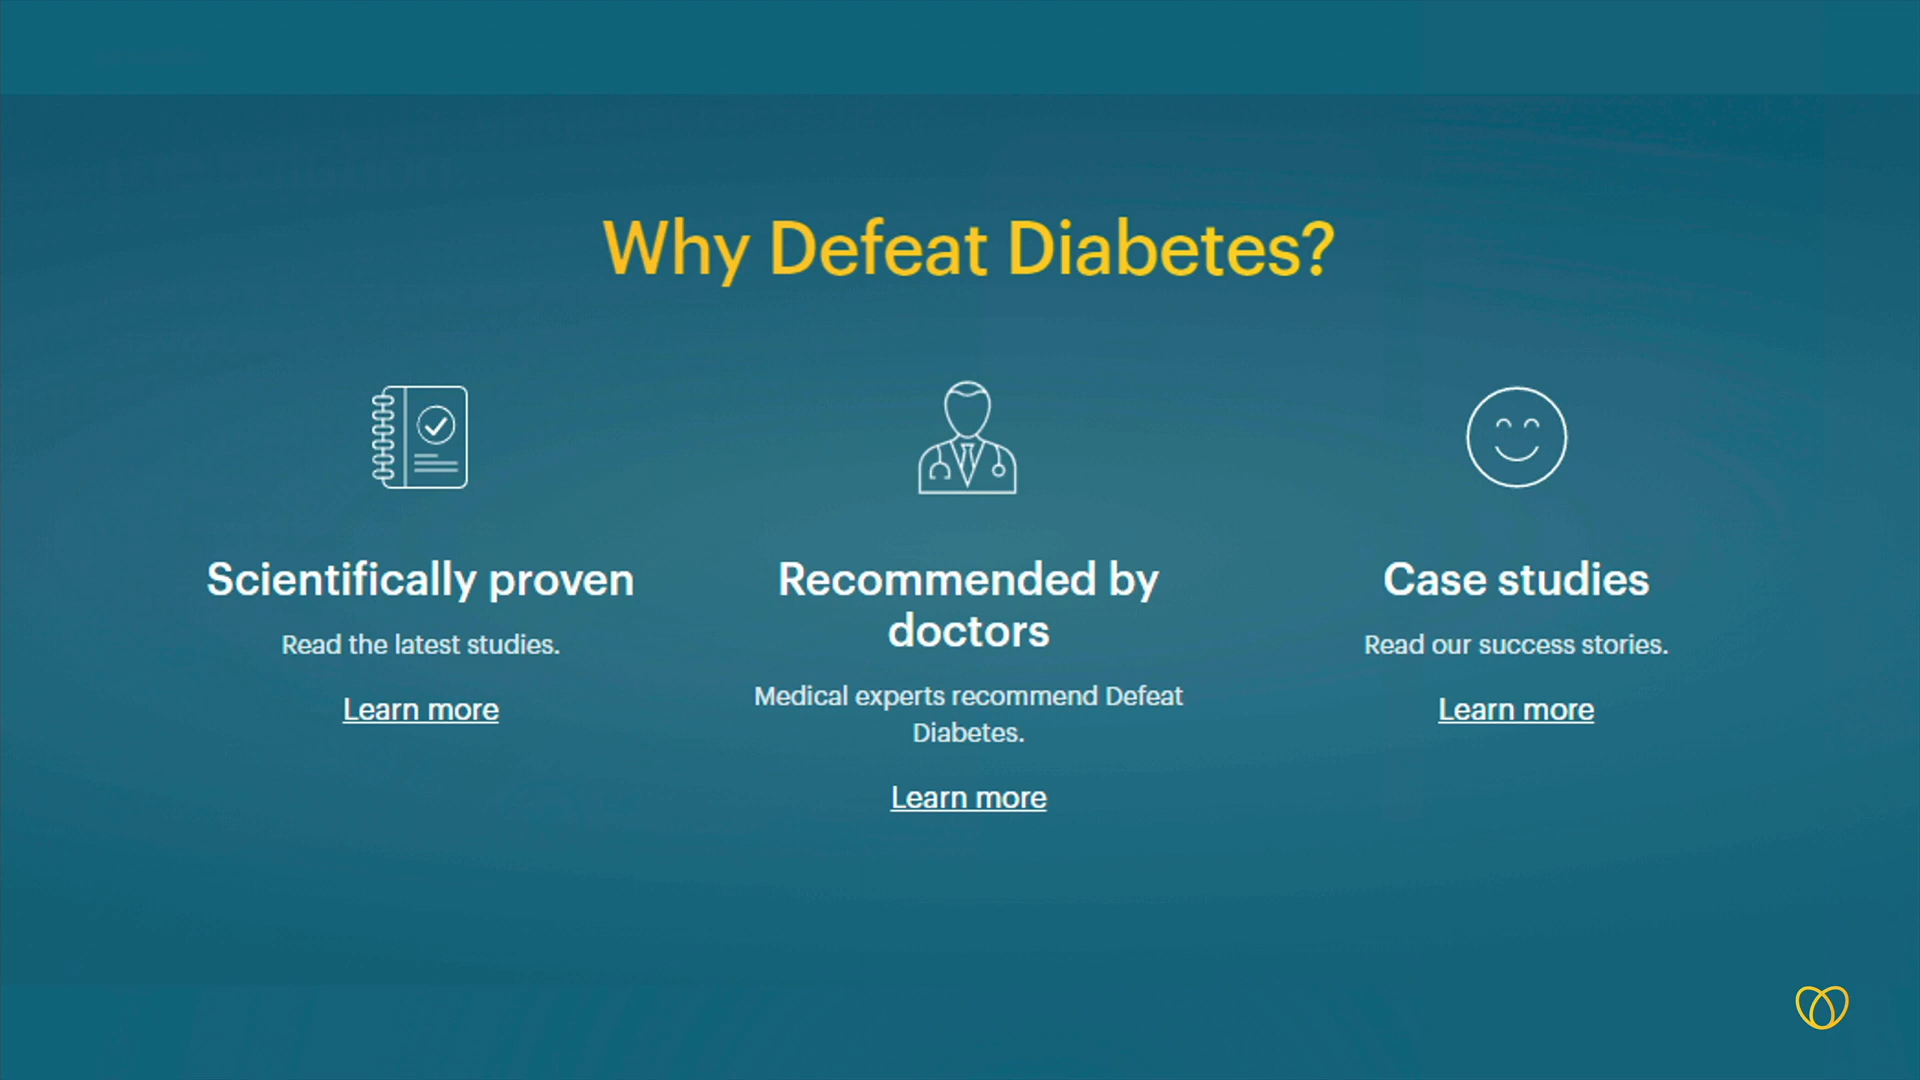 Why Defeat Diabetes?
Scientifically proven
Read the latest studies.
Learn more
Recommended by
doctors
Medical experts recommend Defeat
Diabetes.
Learn more
Case studies
Read our success stories.
Learn more